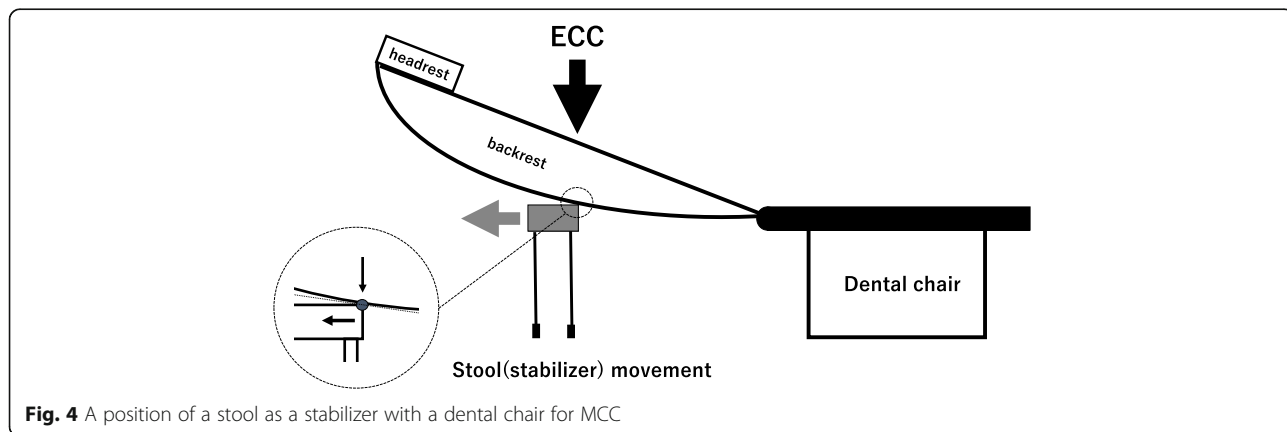 ECC
headrest
backrest
Dental chair
Stool(stabilizer) movement
Fig. 4 A position of a stool as a stabilizer with a dental chair for MCC